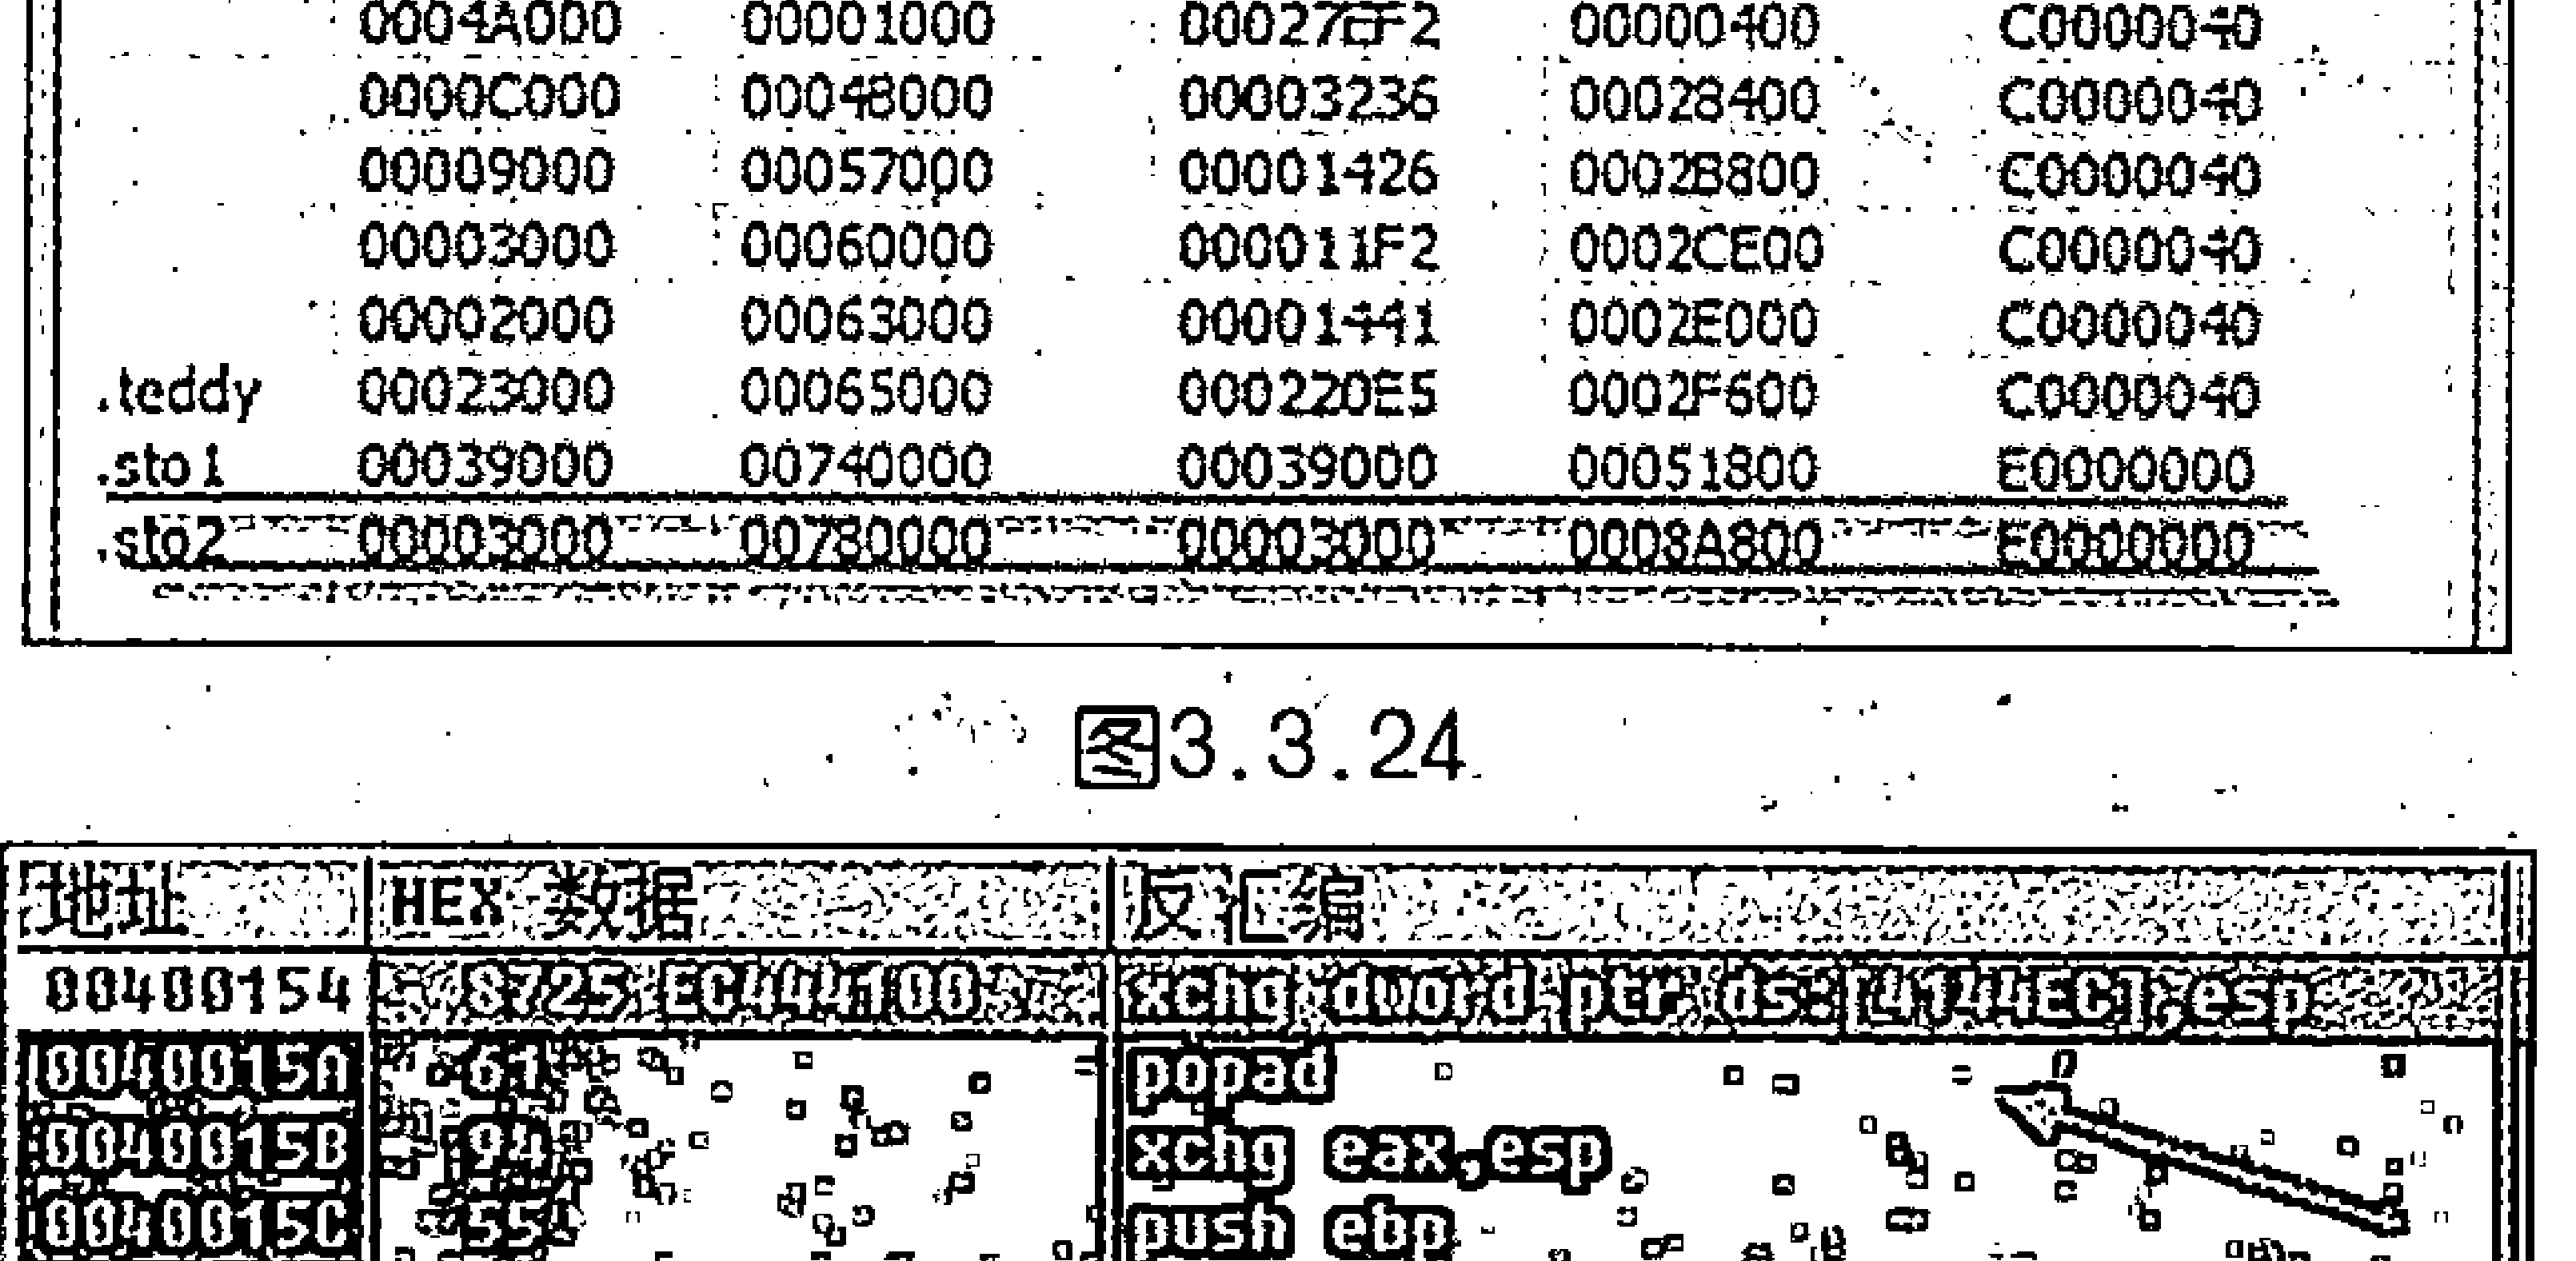 0004A000 00001000 00027EF2 00000400 C0000040
0000C000 0004B000 00003236 00028400 C0000040
00009000 00057000 00001426 0002B800 C0000040
00003000 00060000 000011F2 0002CE00 C0000040
00002000 00063000 00001441 0002E000 C0000040
.teddy 00023000 00065000 000220E5 0002F600 C0000040
.sto1 00039000 00740000 00039000 00051800 E0000000
.sto2 00003000 00780000 00003000 0008A800 E0000000
图3.3.24
地址 HEX 数据 反汇编
00400154 8725 EC444100 xchg dword ptr ds:[4144EC],esp
0040015A 61 popad
0040015B 94 xchg eax,esp
0040015C 55 push ebp